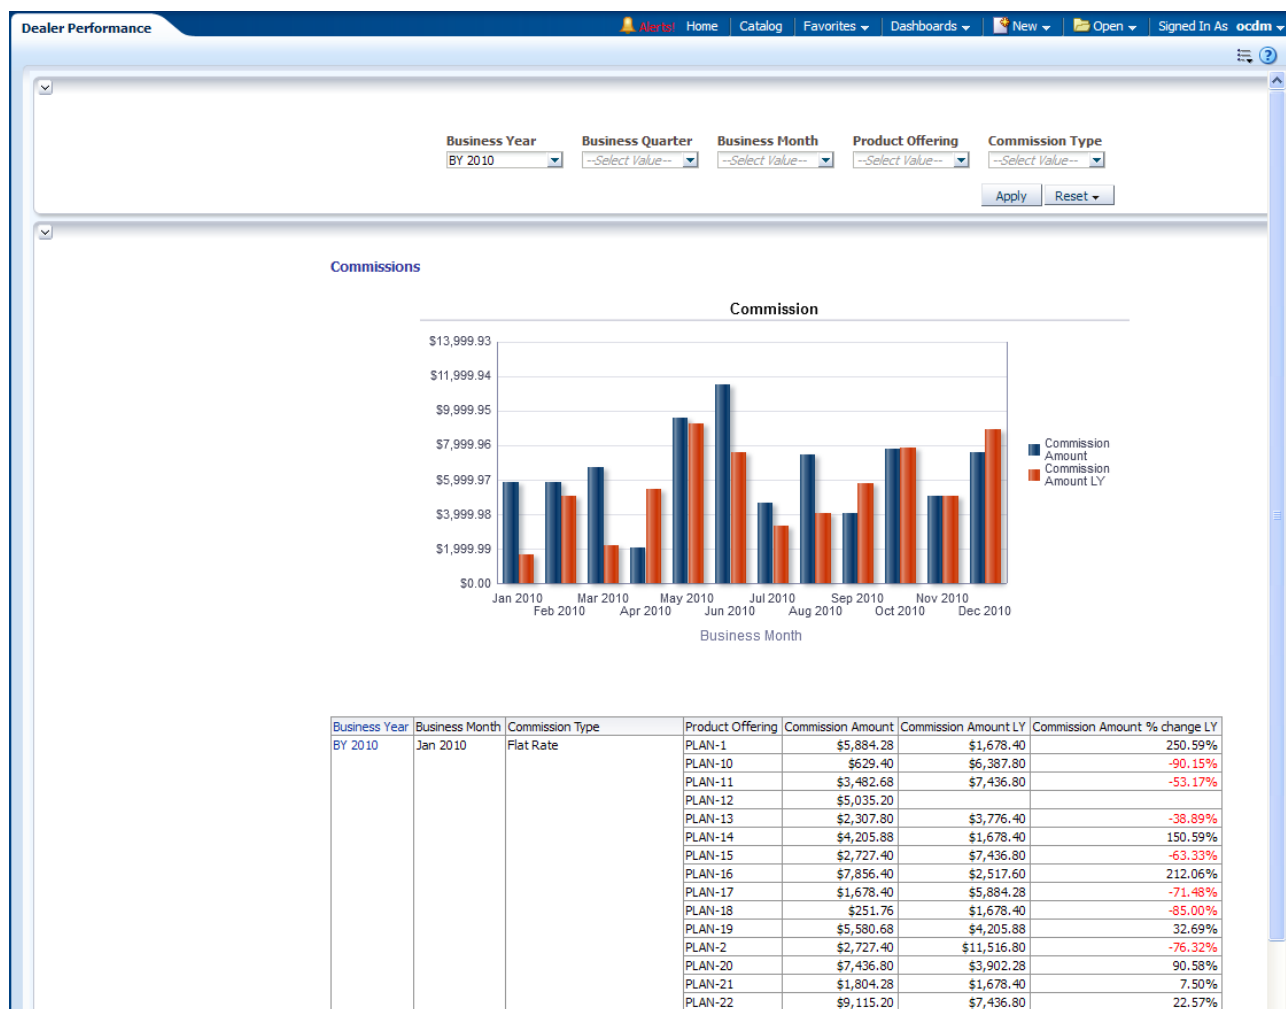 Dealer Performance
Alerts! Home Catalog Favorites Dashboards New Open Signed In As ocdm
Business Year Business Quarter Business Month Product Offering Commission Type
BY 2010 --Select Value-- --Select Value-- --Select Value-- --Select Value--
Apply Reset
Commissions
Commission
$13,999.93
$11,999.94
$9,999.95
$7,999.96
$5,999.97
$3,999.98
$1,999.99
$0.00
Commission
Amount
Commission
Amount LY
Jan 2010 Mar 2010 May 2010 Jul 2010 Sep 2010 Nov 2010
Feb 2010 Apr 2010 Jun 2010 Aug 2010 Oct 2010 Dec 2010
Business Month
Business Year Business Month Commission Type Product Offering Commission Amount Commission Amount LY Commission Amount % change LY
BY 2010 Jan 2010 Flat Rate PLAN-1 $5,884.28 $1,678.40 250.59%
PLAN-10 $629.40 $6,387.80 -90.15%
PLAN-11 $3,482.68 $7,436.80 -53.17%
PLAN-12 $5,035.20
PLAN-13 $2,307.80 $3,776.40 -38.89%
PLAN-14 $4,205.88 $1,678.40 150.59%
PLAN-15 $2,727.40 $7,436.80 -63.33%
PLAN-16 $7,856.40 $2,517.60 212.06%
PLAN-17 $1,678.40 $5,884.28 -71.48%
PLAN-18 $251.76 $1,678.40 -85.00%
PLAN-19 $5,580.68 $4,205.88 32.69%
PLAN-2 $2,727.40 $11,516.80 -76.32%
PLAN-20 $7,436.80 $3,902.28 90.58%
PLAN-21 $1,804.28 $1,678.40 7.50%
PLAN-22 $9,115.20 $7,436.80 22.57%